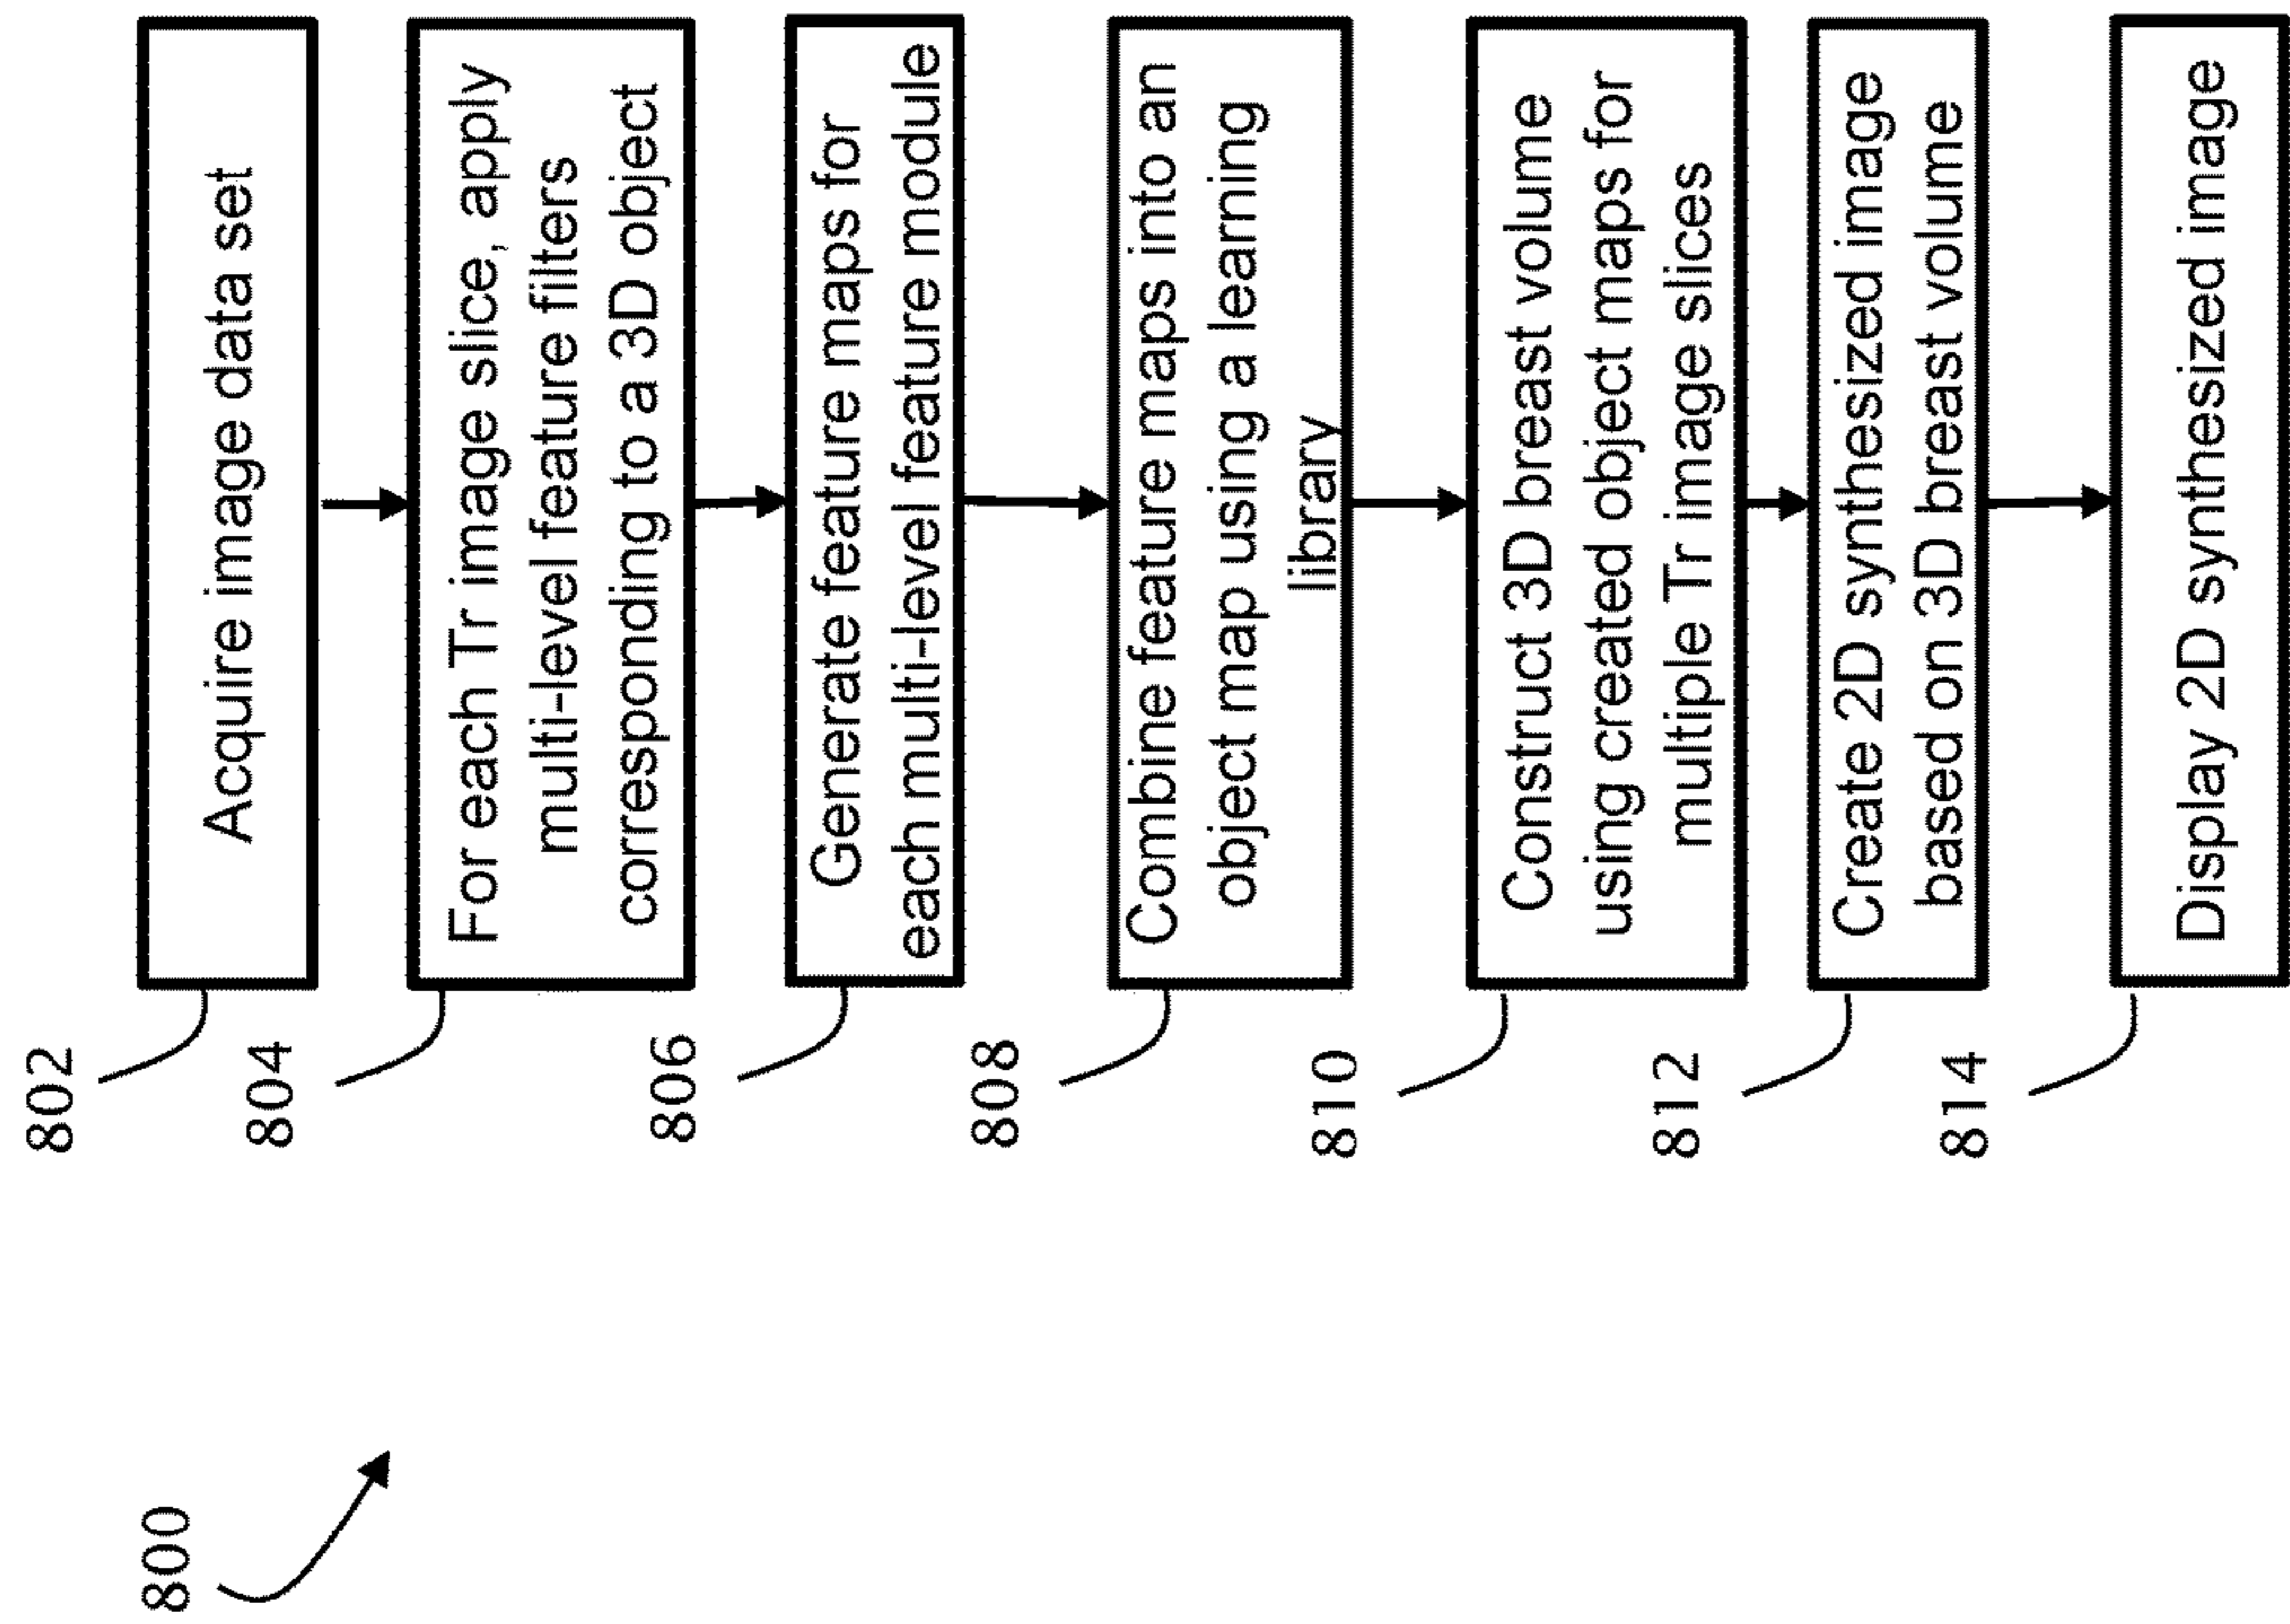 800
802
Acquire image data set
804
For each Tr image slice, apply
multi-level feature filters
corresponding to a 3D object
806
Generate feature maps for
each multi-level feature module
808
Combine feature maps into an
object map using a learning
library
810
Construct 3D breast volume
using created object maps for
multiple Tr image slices
812
Create 2D synthesized image
based on 3D breast volume
814
Display 2D synthesized image